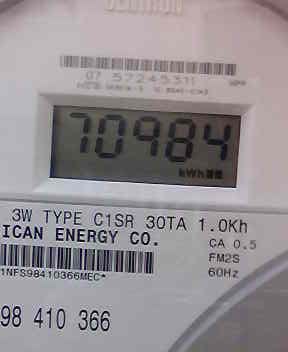 CENTRON
07 57245311
70984
kWh
3W TYPE C1SR 30TA 1.0Kh
ICAN ENERGY CO.
CA 0.5
FM2S
60Hz
1NFS98410366MEC*
98 410 366